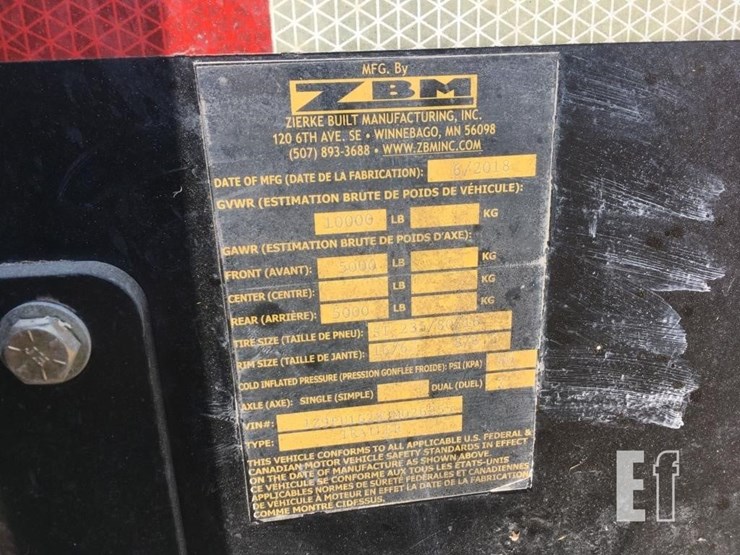 MFG. By
ZBM
ZIERKE BUILT MANUFACTURING, INC.
120 6TH AVE. SE • WINNEBAGO, MN 56098
(507) 893-3688 • WWW.ZBMINC.COM
DATE OF MFG (DATE DE LA FABRICATION): 6/2018
GVWR (ESTIMATION BRUTE DE POIDS DE VÉHICULE):
10000 LB KG
GAWR (ESTIMATION BRUTE DE POIDS D'AXE):
FRONT (AVANT): 5000 LB KG
CENTER (CENTRE): LB KG
REAR (ARRIÈRE): 5000 LB KG
TIRE SIZE (TAILLE DE PNEU):
RIM SIZE (TAILLE DE JANTE):
COLD INFLATED PRESSURE (PRESSION GONFLÉE FROIDE): PSI (KPA)
AXLE (AXE): SINGLE (SIMPLE) DUAL (DUEL)
VIN#:
TYPE:
THIS VEHICLE CONFORMS TO ALL APPLICABLE U.S. FEDERAL &
CANADIAN MOTOR VEHICLE SAFETY STANDARDS IN EFFECT
ON THE DATE OF MANUFACTURE AS SHOWN ABOVE.
CE VÉHICULE SE CONFORME AUX TOUS LES ÉTATS-UNIS
APPLICABLES NORMES DE SÛRETÉ FÉDÉRALES ET CANADIENNES
DE VÉHICULE À MOTEUR EN EFFET LA DATE DE LA FABRICATION
COMME MONTRE CIDESSUS.
Ef